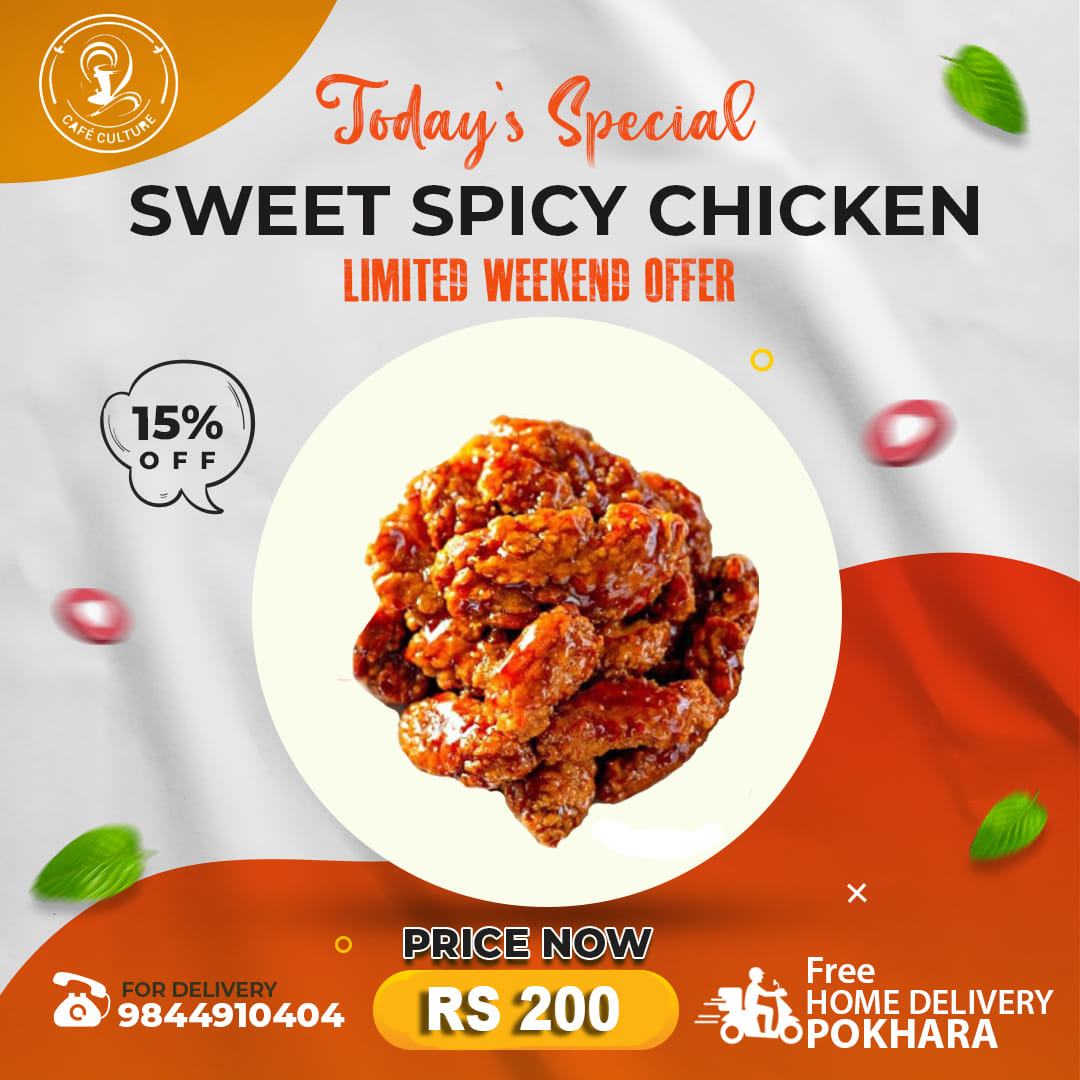 CAFÉ CULTURE
Today's Special
SWEET SPICY CHICKEN
LIMITED WEEKEND OFFER
15%
OFF
PRICE NOW
RS 200
FOR DELIVERY
9844910404
Free
HOME DELIVERY
POKHARA